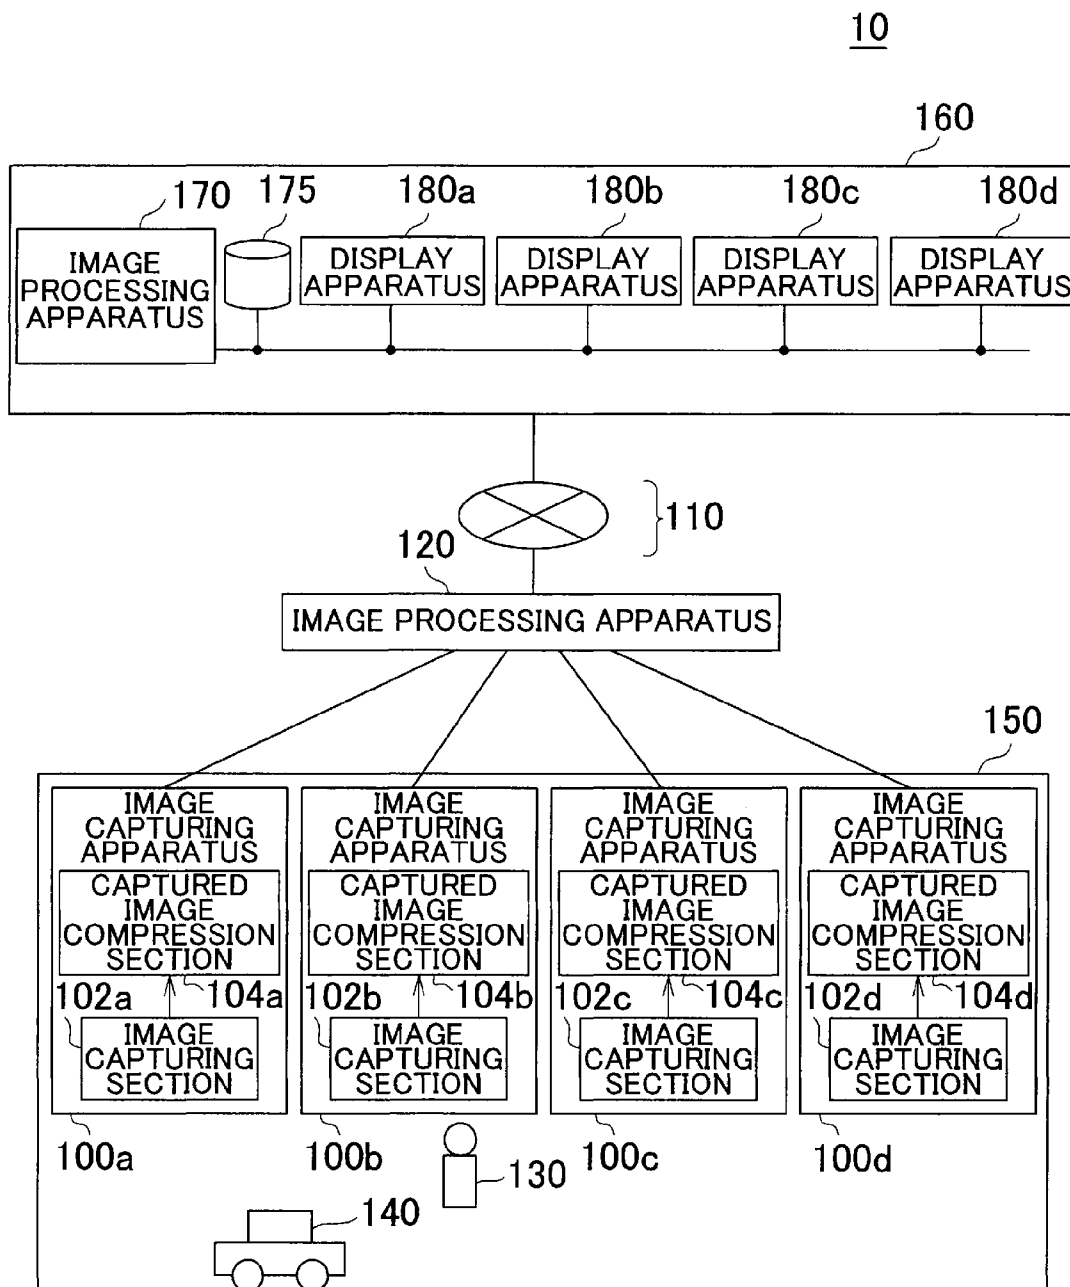 10
160
170
175
180a
180b
180c
180d
IMAGE
PROCESSING
APPARATUS
DISPLAY
APPARATUS
DISPLAY
APPARATUS
DISPLAY
APPARATUS
DISPLAY
APPARATUS
110
120
IMAGE PROCESSING APPARATUS
150
IMAGE
CAPTURING
APPARATUS
CAPTURED
IMAGE
COMPRESSION
SECTION
102a
104a
IMAGE
CAPTURING
SECTION
100a
IMAGE
CAPTURING
APPARATUS
CAPTURED
IMAGE
COMPRESSION
SECTION
102b
104b
IMAGE
CAPTURING
SECTION
100b
IMAGE
CAPTURING
APPARATUS
CAPTURED
IMAGE
COMPRESSION
SECTION
102c
104c
IMAGE
CAPTURING
SECTION
100c
IMAGE
CAPTURING
APPARATUS
CAPTURED
IMAGE
COMPRESSION
SECTION
102d
104d
IMAGE
CAPTURING
SECTION
100d
130
140